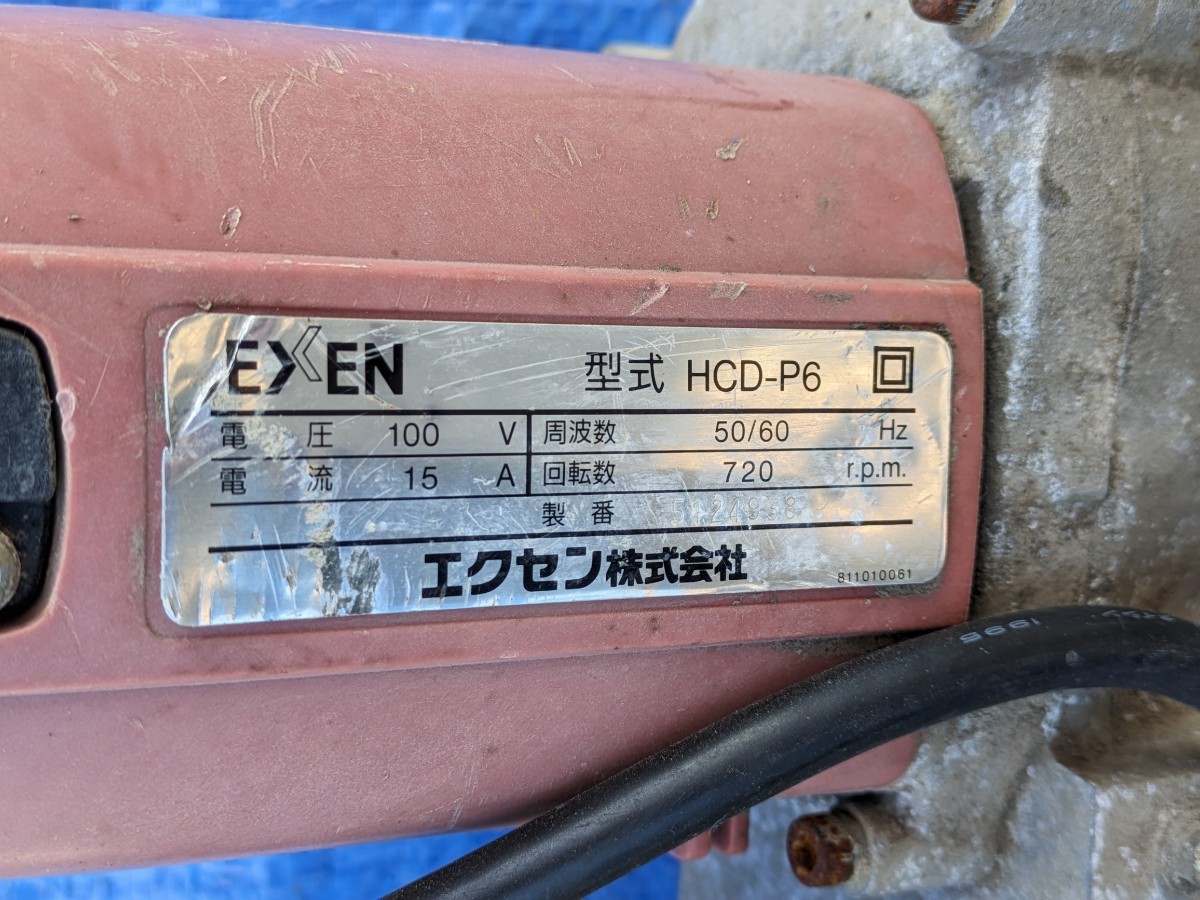 EXEN 型式 HCD-P6
電圧 100 V 周波数 50/60 Hz
電流 15 A 回転数 720 r.p.m.
製番
エクセン株式会社 811010061
1995